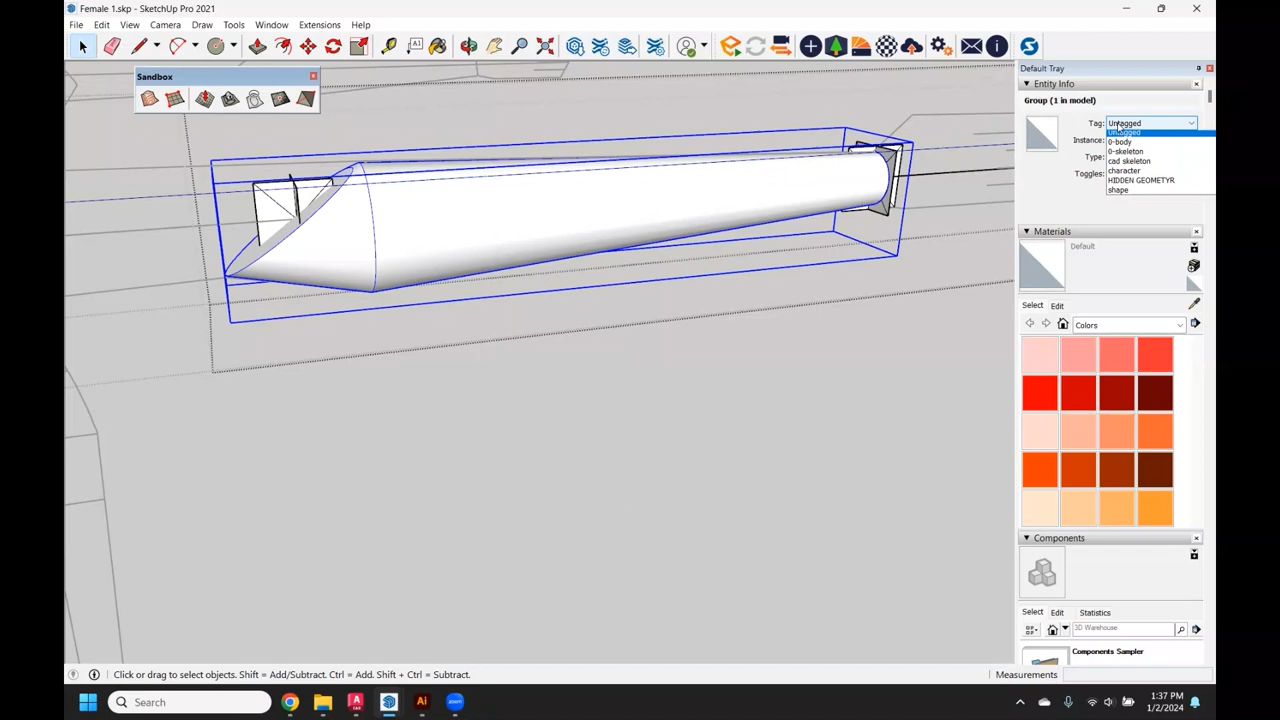 Female 1.skp - SketchUp Pro 2021
File Edit View Camera Draw Tools Window Extensions Help
Sandbox
Default Tray
Entity Info
Group (1 in model)
Tag: Untagged
Untagged
Instance: 0-body
0-skeleton
Type: cad skeleton
Toggles: character
HIDDEN GEOMETYR
shape
Materials
Default
Select Edit
Colors
Components
Select Edit Statistics
3D Warehouse
Components Sampler
Click or drag to select objects. Shift = Add/Subtract. Ctrl = Add. Shift + Ctrl = Subtract.
Measurements
Search
1:37 PM
1/2/2024